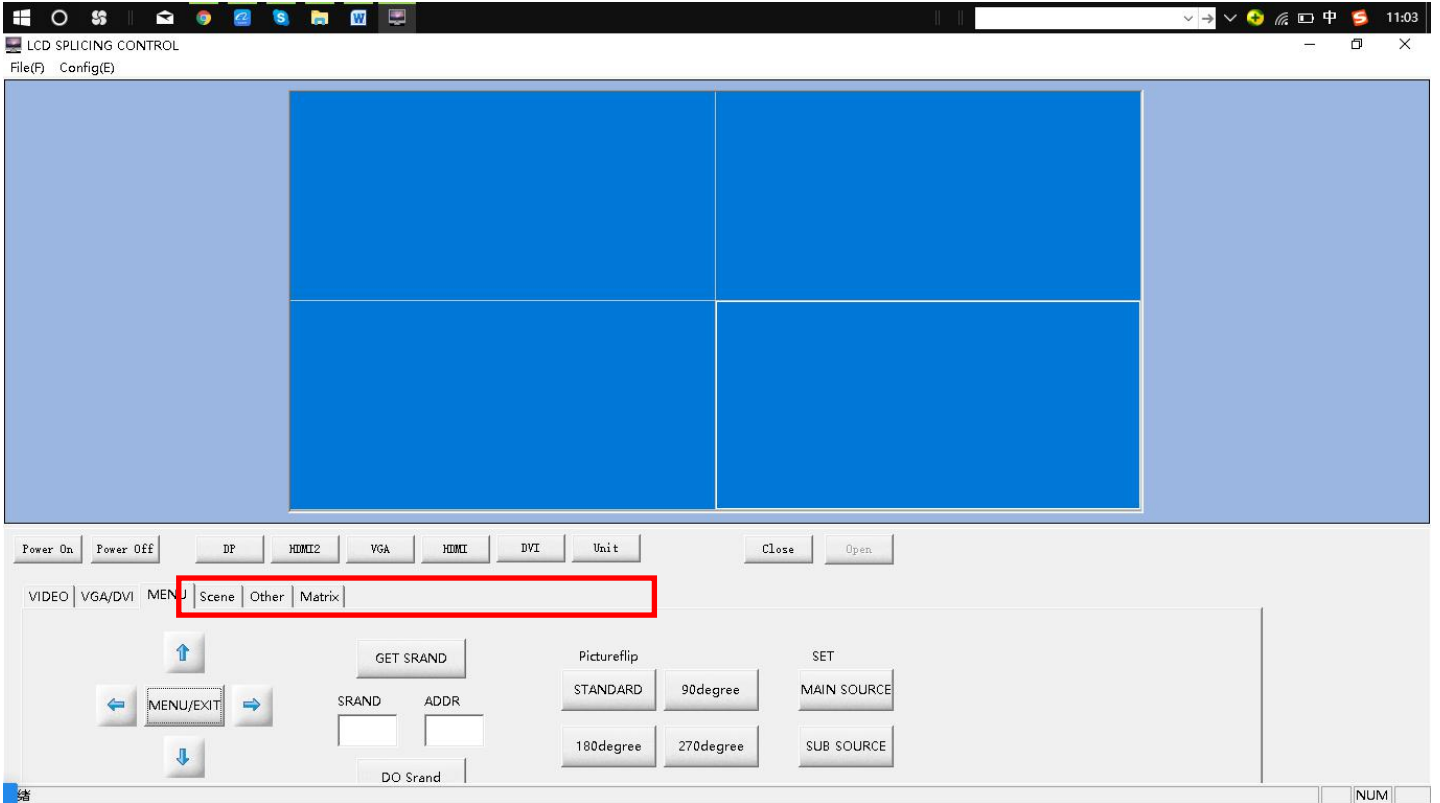 中 11:03
LCD SPLICING CONTROL
File(F) Config(E)
Power On Power Off DP HDMI2 VGA HDMI DVI Unit Close Open
VIDEO VGA/DVI MENU Scene Other Matrix
GET SRAND Pictureflip SET
STANDARD 90degree MAIN SOURCE
MENU/EXIT SRAND ADDR
180degree 270degree SUB SOURCE
DO Srand
绪 NUM